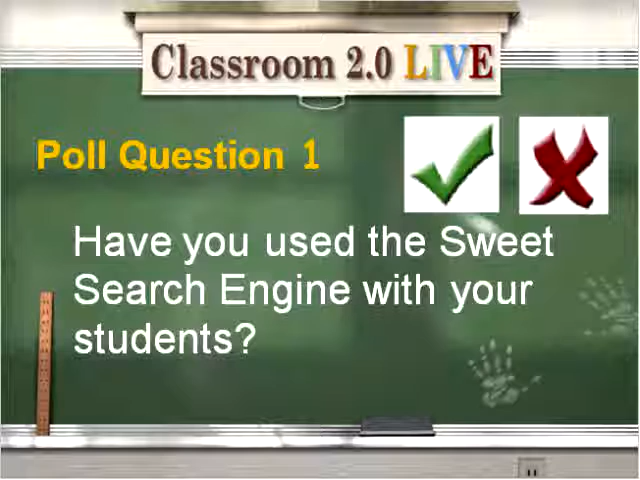 Classroom 2.0 LIVE
Poll Question 1
Have you used the Sweet
Search Engine with your
students?